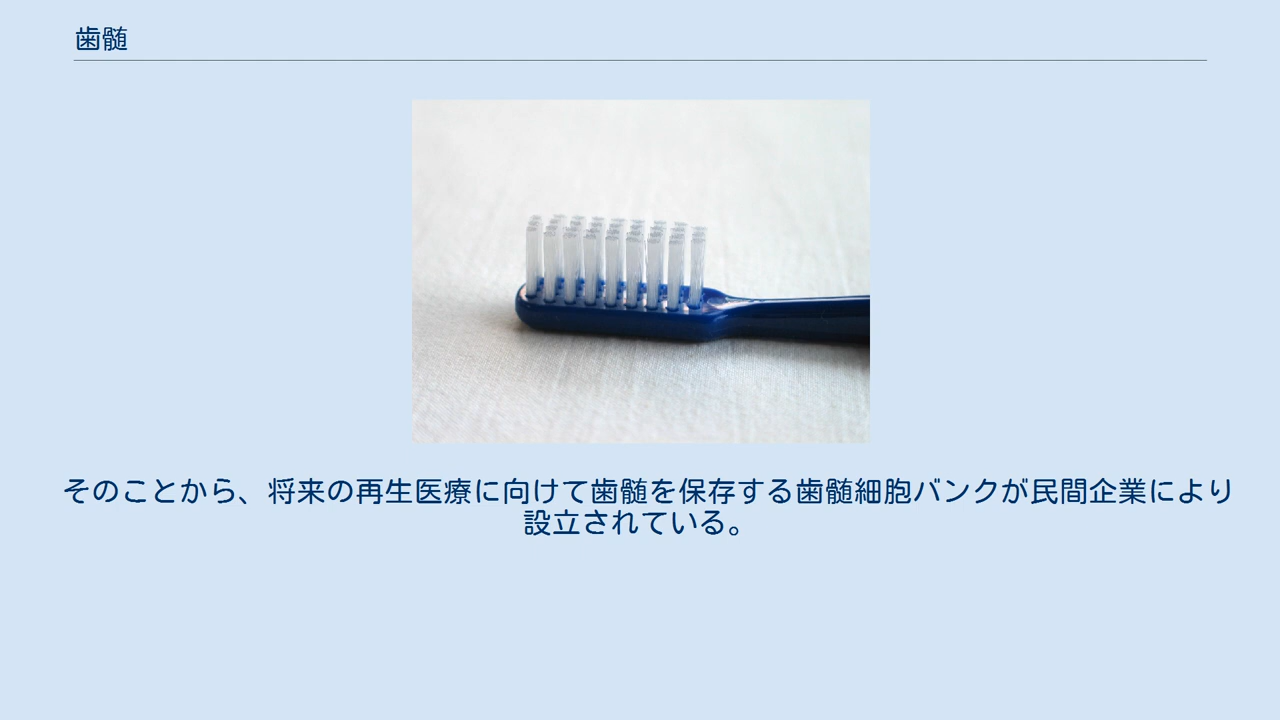 歯髄
そのことから、将来の再生医療に向けて歯髄を保存する歯髄細胞バンクが民間企業により
設立されている。